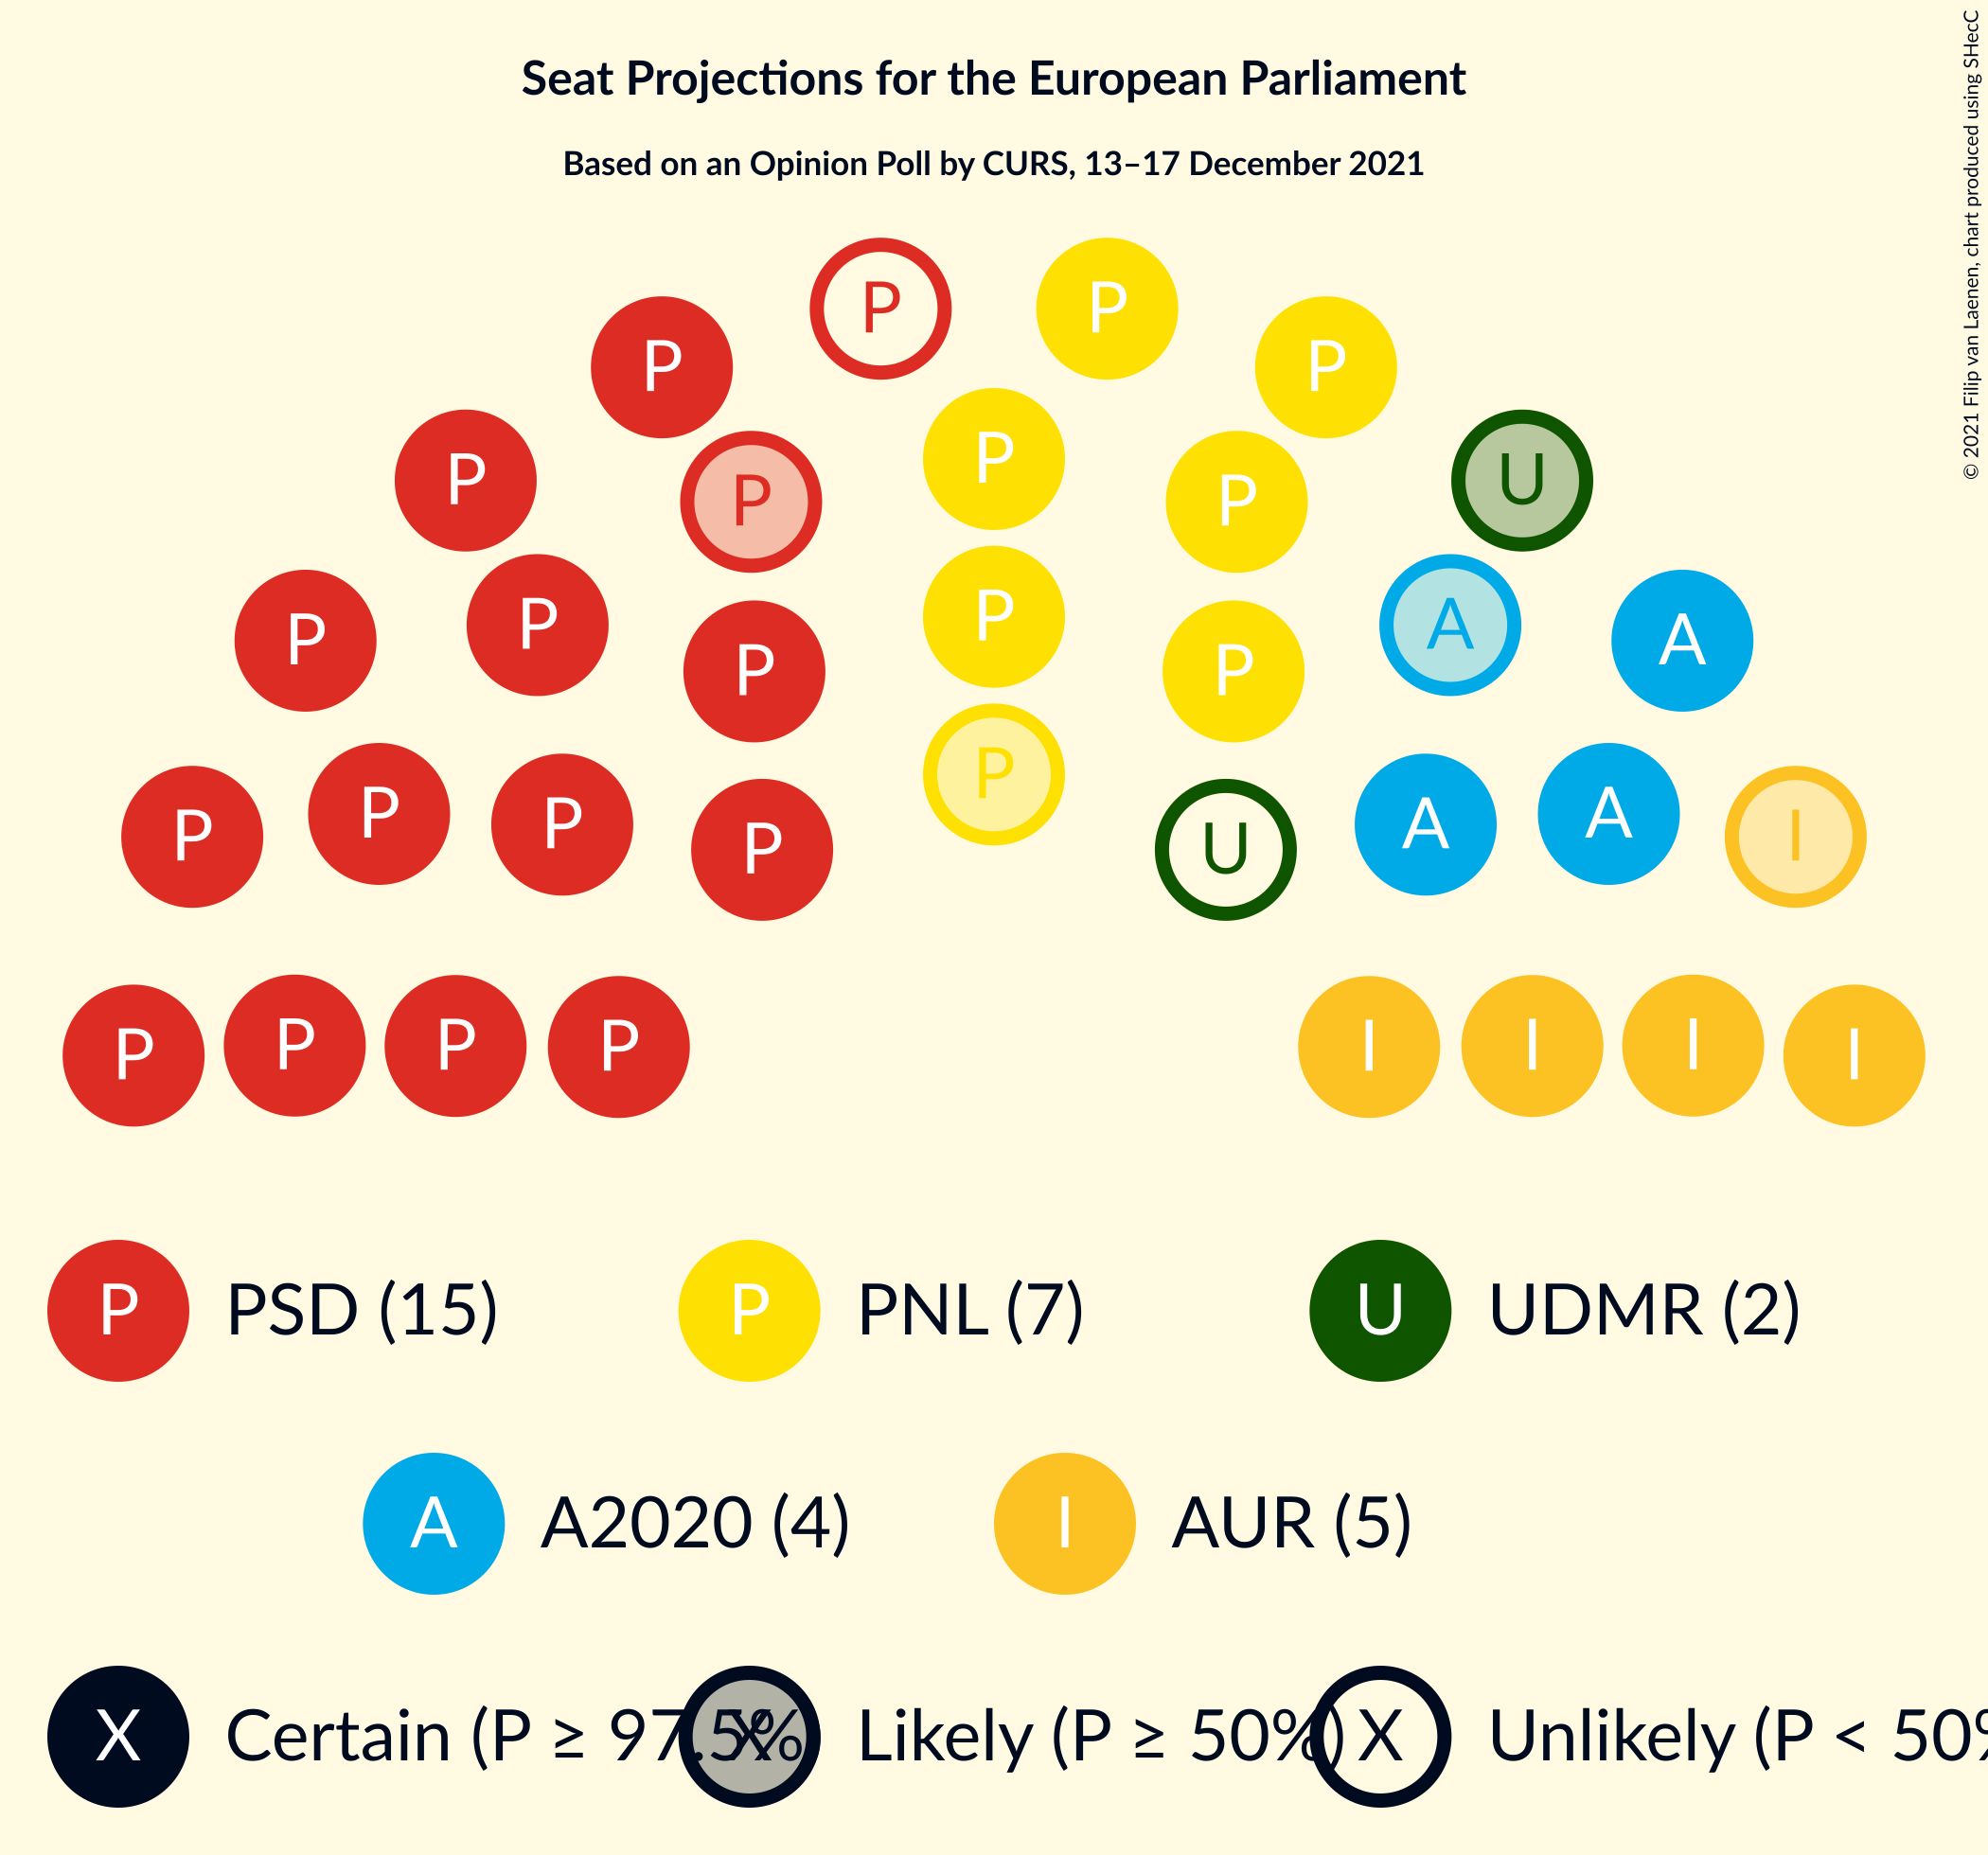 Seat Projections for the European Parliament
Based on an Opinion Poll by CURS, 13–17 December 2021
© 2021 Filip van Laenen, chart produced using SHecC
P P P
P P
P P U
P P P
P P A A
P P
P P P P A A I
P P U
P P P P I I I I
P PSD (15) P PNL (7) U UDMR (2)
A A2020 (4) I AUR (5)
X Certain (P ≥ 97.5% X Likely (P ≥ 50%) X Unlikely (P < 50%